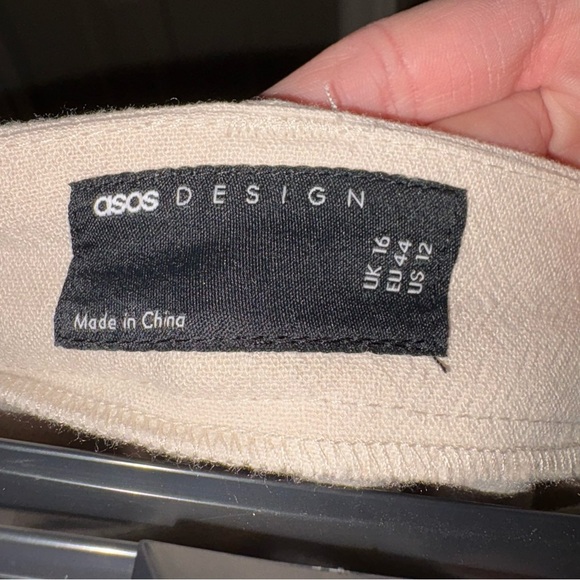 asos DESIGN
UK 16
EU 44
US 12
Made in China